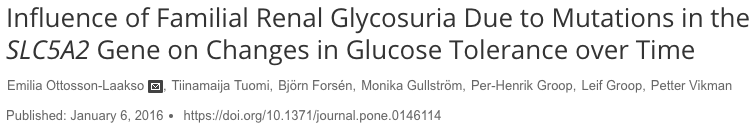 Influence of Familial Renal Glycosuria Due to Mutations in the
SLC5A2 Gene on Changes in Glucose Tolerance over Time
Emilia Ottosson-Laakso , Tiinamaija Tuomi, Björn Forsén, Monika Gullström, Per-Henrik Groop, Leif Groop, Petter Vikman
Published: January 6, 2016 • https://doi.org/10.1371/journal.pone.0146114